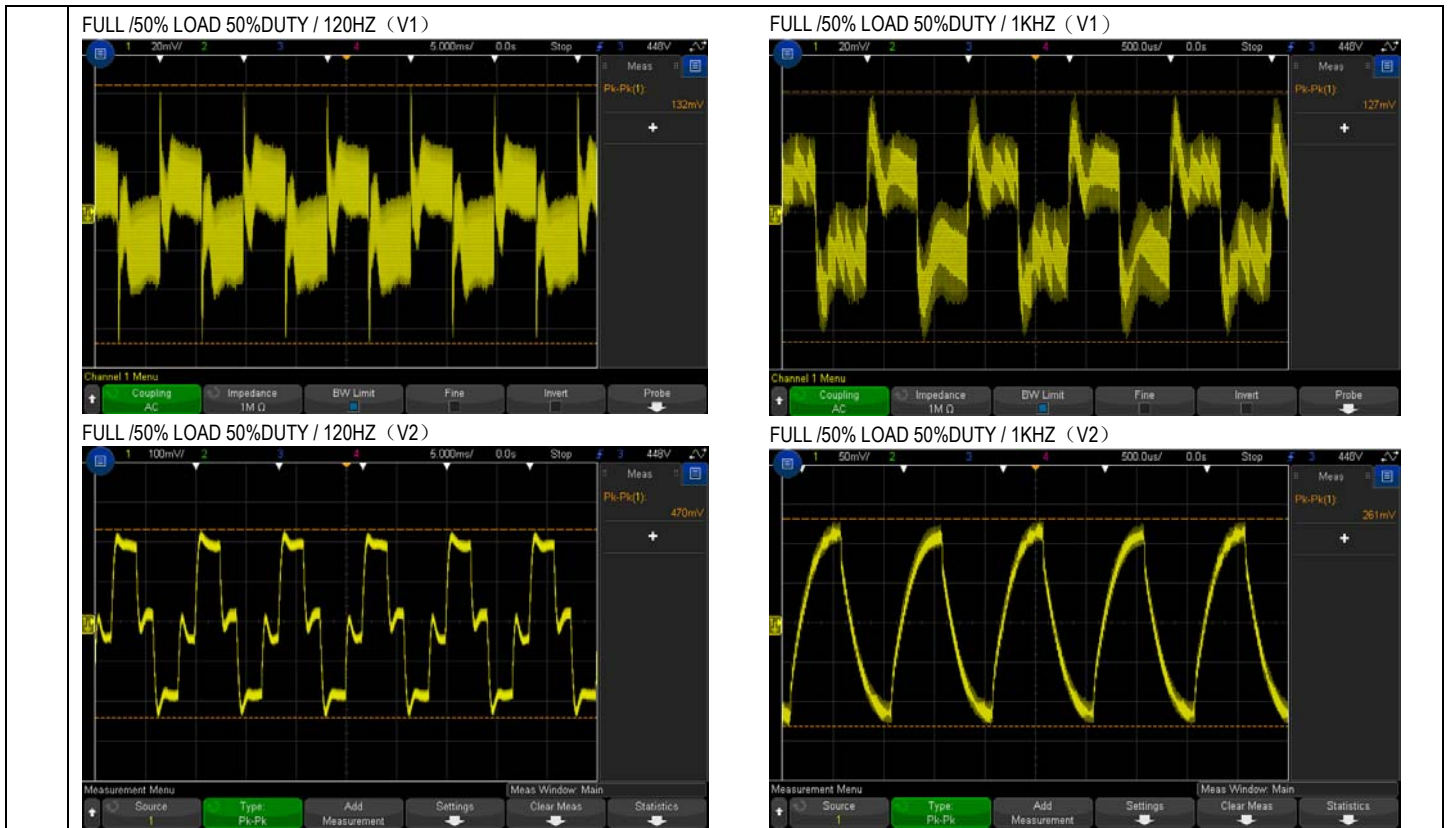 FULL /50% LOAD 50%DUTY / 120HZ（V1）
1 20mV/ 2 3 4 5.000ms/ 0.0s Stop 3 448V
Meas
Pk-Pk(1):
132mV
+
Channel 1 Menu
Coupling
AC
Impedance
1M Ω
BW Limit
Fine
Invert
Probe
FULL /50% LOAD 50%DUTY / 1KHZ（V1）
1 20mV/ 2 3 4 500.0us/ 0.0s Stop 3 448V
Meas
Pk-Pk(1):
127mV
+
Channel 1 Menu
Coupling
AC
Impedance
1M Ω
BW Limit
Fine
Invert
Probe
FULL /50% LOAD 50%DUTY / 120HZ（V2）
1 100mV/ 2 3 4 5.000ms/ 0.0s Stop 3 448V
Meas
Pk-Pk(1):
470mV
+
Measurement Menu
Meas Window: Main
Source
1
Type:
Pk-Pk
Add
Measurement
Settings
Clear Meas
Statistics
FULL /50% LOAD 50%DUTY / 1KHZ（V2）
1 50mV/ 2 3 4 500.0us/ 0.0s Stop 3 448V
Meas
Pk-Pk(1):
261mV
+
Measurement Menu
Meas Window: Main
Source
1
Type:
Pk-Pk
Add
Measurement
Settings
Clear Meas
Statistics